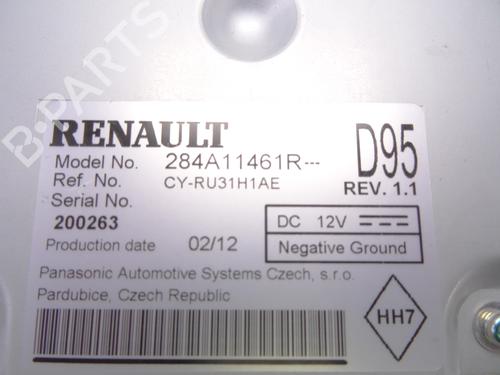 RENAULT
Model No. 284A11461R---
Ref. No. CY-RU31H1AE
Serial No.
200263
Production date 02/12
D95
REV. 1.1
DC 12V
Negative Ground
Panasonic Automotive Systems Czech, s.r.o.
Pardubice, Czech Republic
HH7
B-PARTS